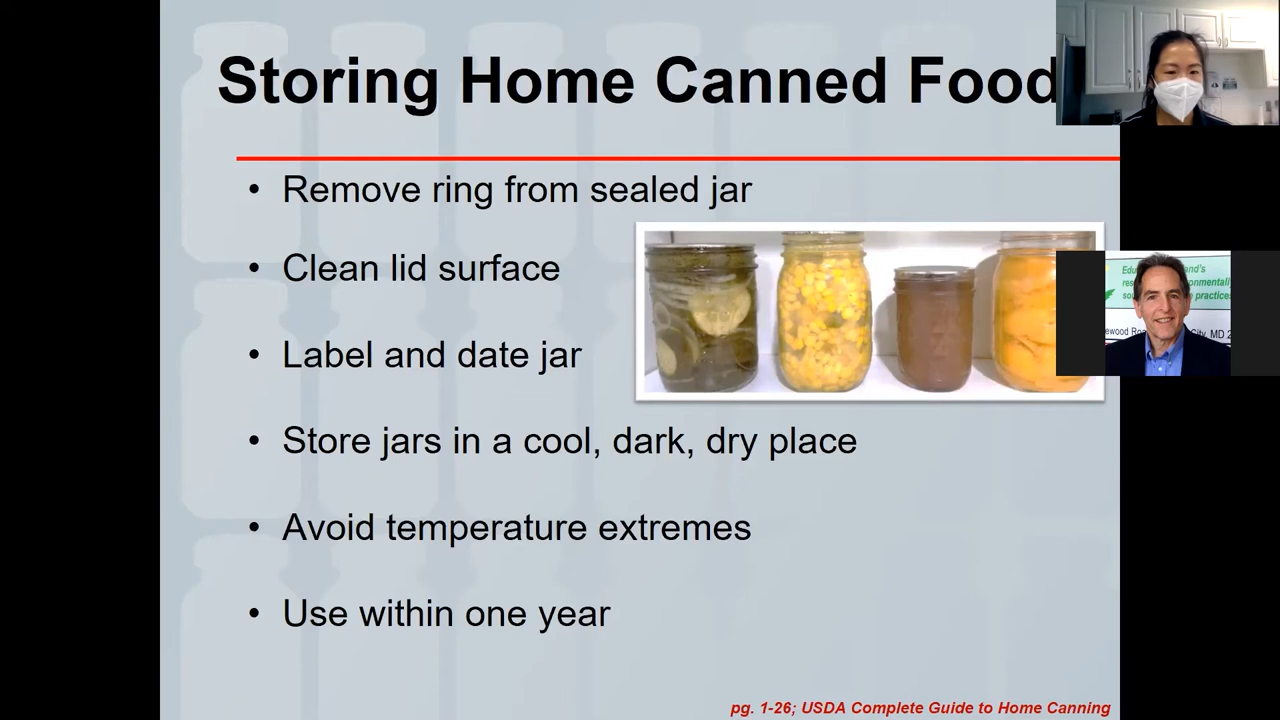 Storing Home Canned Food
• Remove ring from sealed jar
• Clean lid surface
• Label and date jar
• Store jars in a cool, dark, dry place
• Avoid temperature extremes
• Use within one year
pg. 1-26; USDA Complete Guide to Home Canning
City, MD